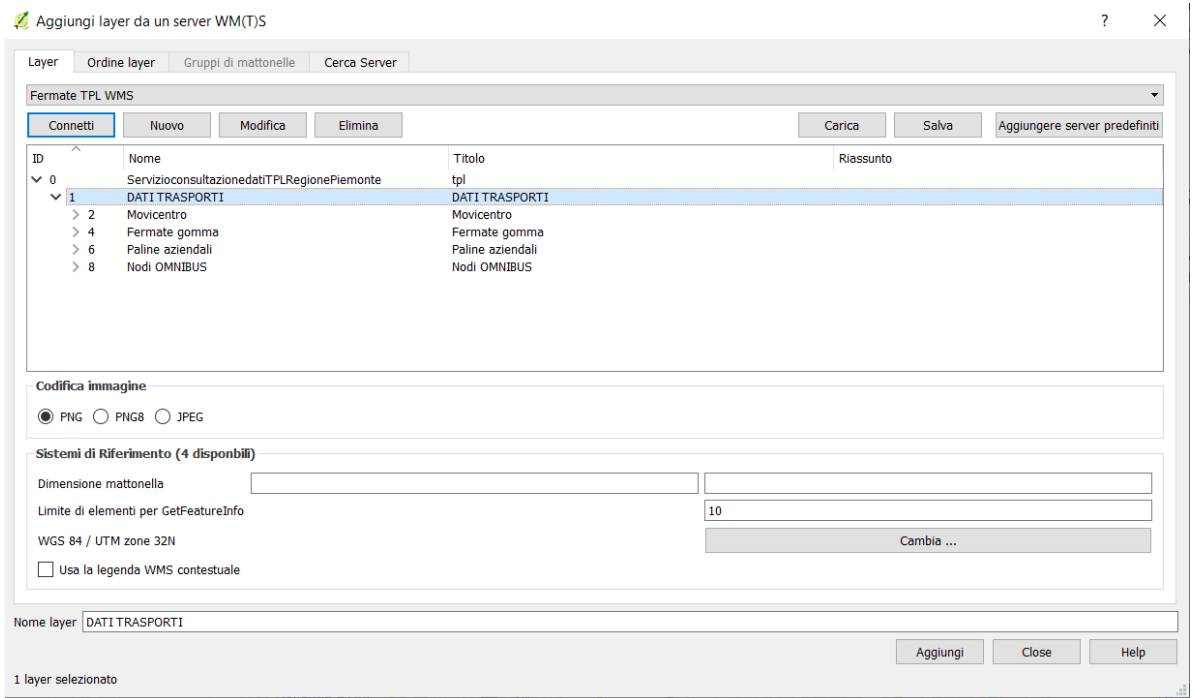 Aggiungi layer da un server WM(T)S ?
Layer Ordine layer Gruppi di mattonelle Cerca Server
Fermate TPL WMS
Connetti Nuovo Modifica Elimina Carica Salva Aggiungere server predefiniti
ID Nome Titolo Riassunto
0 ServizioconsultazionedatiTPLRegionePiemonte tpl
1 DATI TRASPORTI DATI TRASPORTI
2 Movicentro Movicentro
4 Fermate gomma Fermate gomma
6 Paline aziendali Paline aziendali
8 Nodi OMNIBUS Nodi OMNIBUS
Codifica immagine
PNG PNG8 JPEG
Sistemi di Riferimento (4 disponbili)
Dimensione mattonella
Limite di elementi per GetFeatureInfo 10
WGS 84 / UTM zone 32N Cambia ...
Usa la legenda WMS contestuale
Nome layer DATI TRASPORTI
Aggiungi Close Help
1 layer selezionato